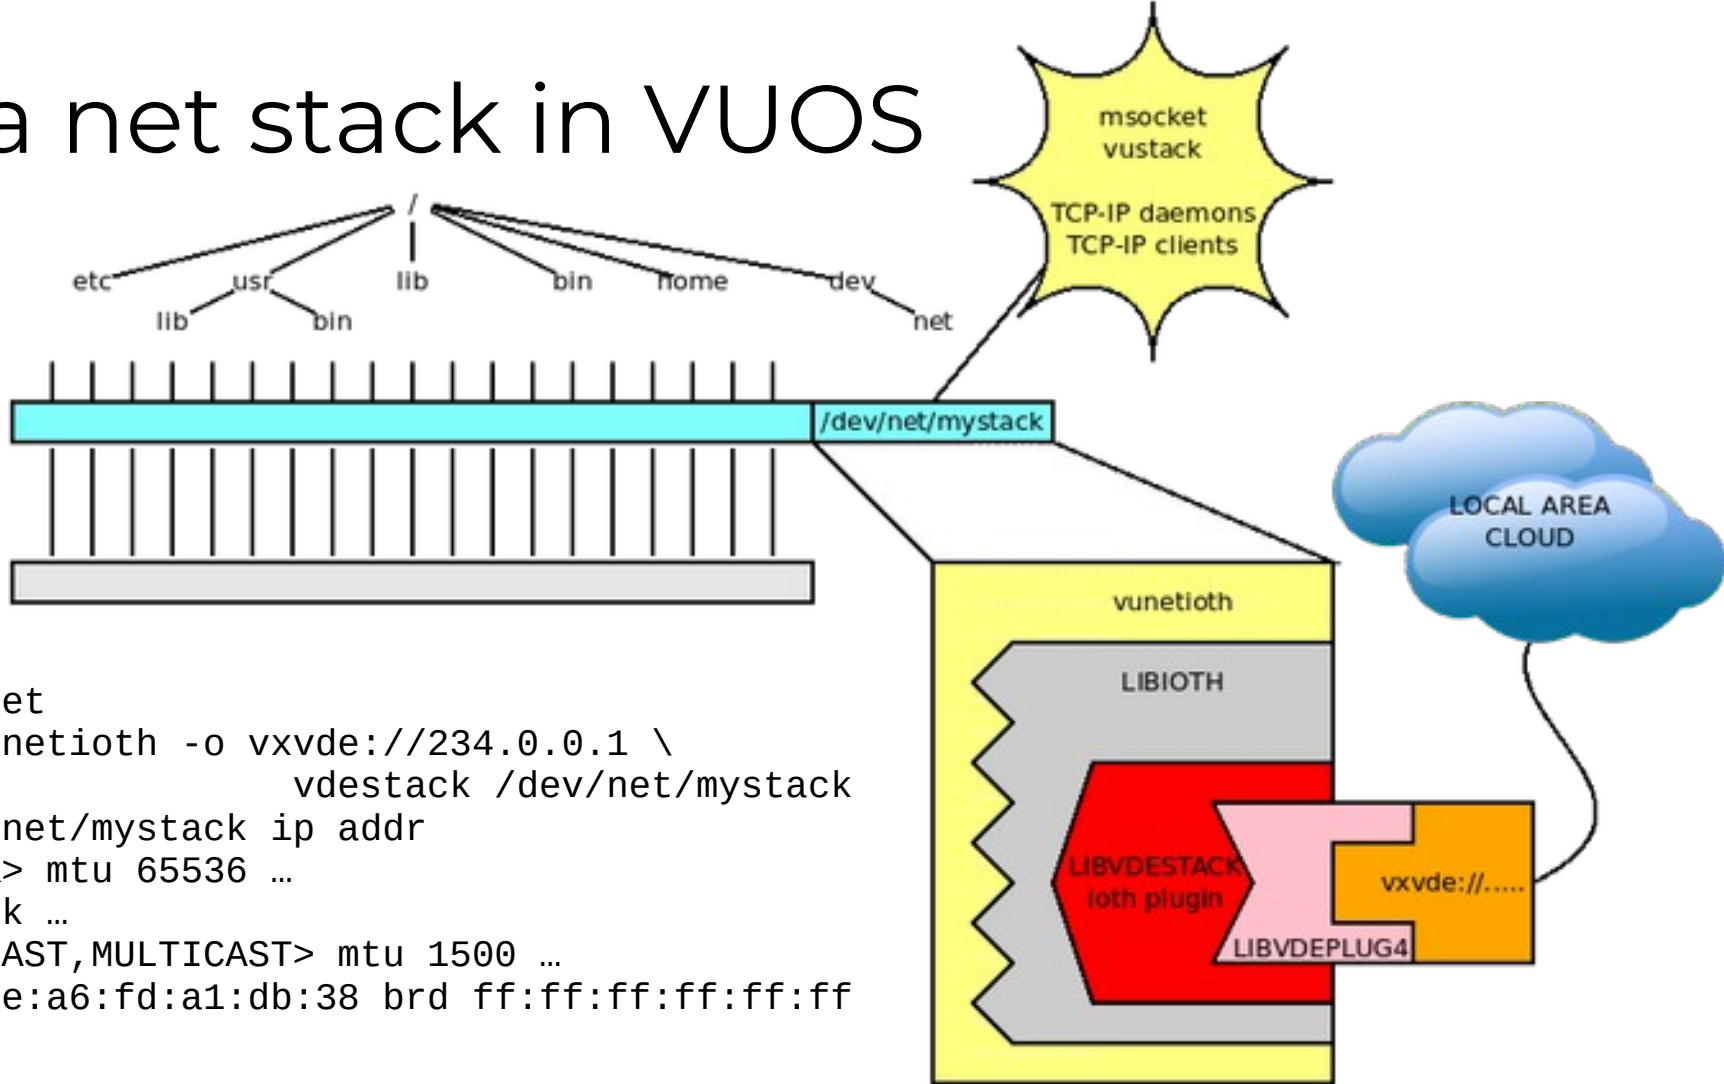 a net stack in VUOS
msocket
vustack
TCP-IP daemons
TCP-IP clients
/
etc usr lib bin home dev
lib bin net
/dev/net/mystack
LOCAL AREA
CLOUD
vunetioth
LIBIOTH
LIBVDESTACK
ioth plugin
vxvde://.....
LIBVDEPLUG4
et
netioth -o vxvde://234.0.0.1 \
vdestack /dev/net/mystack
net/mystack ip addr
> mtu 65536 …
k …
AST,MULTICAST> mtu 1500 …
e:a6:fd:a1:db:38 brd ff:ff:ff:ff:ff:ff